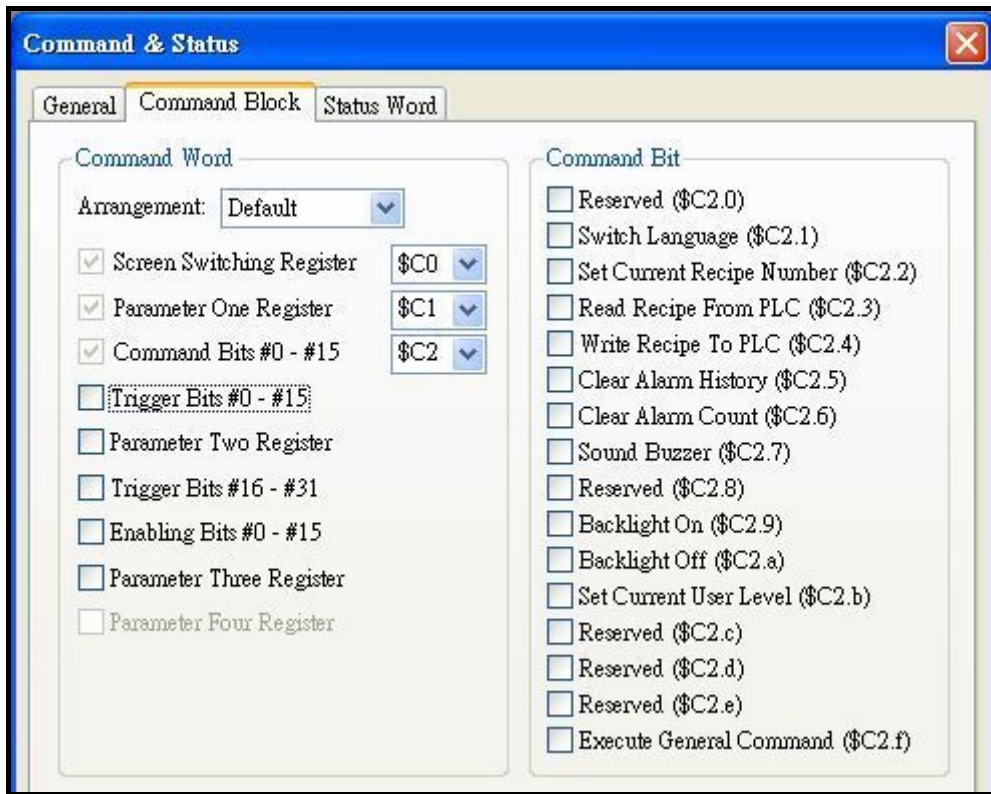 Command & Status
General Command Block Status Word
Command Word
Arrangement: Default
Screen Switching Register $C0
Parameter One Register $C1
Command Bits #0 - #15 $C2
Trigger Bits #0 - #15
Parameter Two Register
Trigger Bits #16 - #31
Enabling Bits #0 - #15
Parameter Three Register
Parameter Four Register
Command Bit
Reserved ($C2.0)
Switch Language ($C2.1)
Set Current Recipe Number ($C2.2)
Read Recipe From PLC ($C2.3)
Write Recipe To PLC ($C2.4)
Clear Alarm History ($C2.5)
Clear Alarm Count ($C2.6)
Sound Buzzer ($C2.7)
Reserved ($C2.8)
Backlight On ($C2.9)
Backlight Off ($C2.a)
Set Current User Level ($C2.b)
Reserved ($C2.c)
Reserved ($C2.d)
Reserved ($C2.e)
Execute General Command ($C2.f)